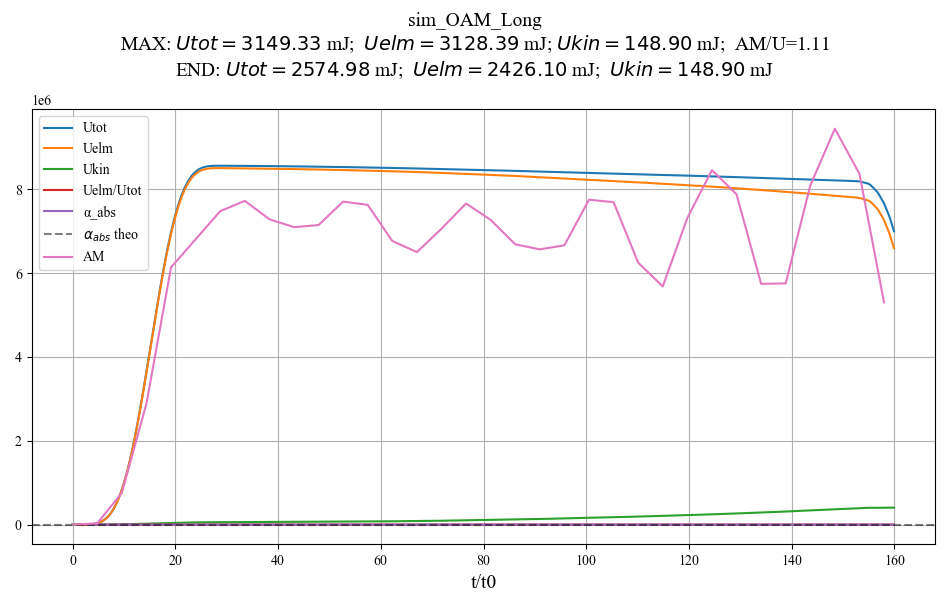 sim_OAM_Long
MAX: Utot = 3149.33 mJ; Uelm = 3128.39 mJ; Ukin = 148.90 mJ; AM/U=1.11
END: Utot = 2574.98 mJ; Uelm = 2426.10 mJ; Ukin = 148.90 mJ
1e6
Utot
Uelm
Ukin
Uelm/Utot
α_abs
α_abs theo
AM
8
6
4
2
0
0 20 40 60 80 100 120 140 160
t/t0